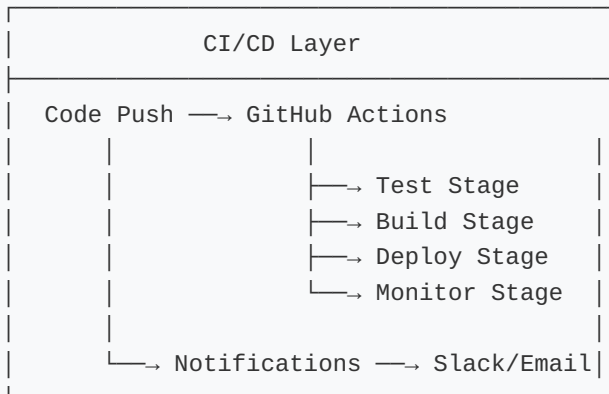 CI/CD Layer
Code Push ──→ GitHub Actions
├──→ Test Stage
├──→ Build Stage
├──→ Deploy Stage
└──→ Monitor Stage
└──→ Notifications ──→ Slack/Email